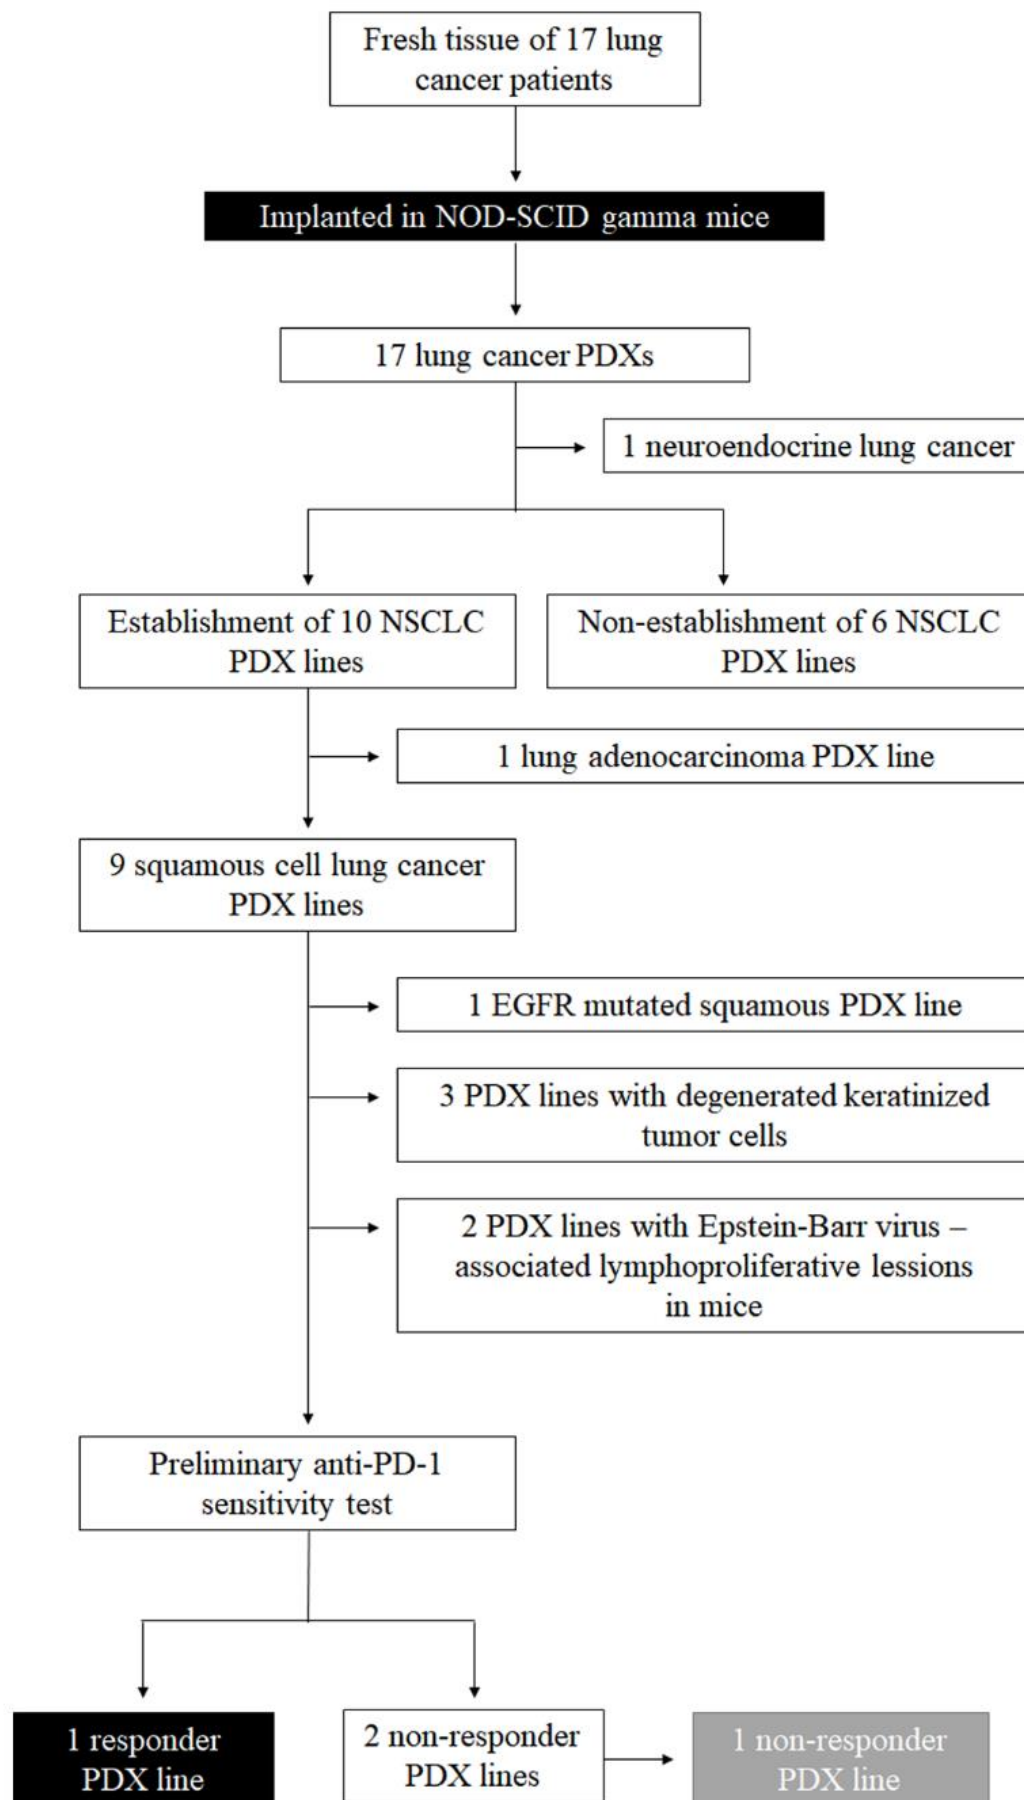 Fresh tissue of 17 lung
cancer patients
Implanted in NOD-SCID gamma mice
17 lung cancer PDXs
1 neuroendocrine lung cancer
Establishment of 10 NSCLC
PDX lines
Non-establishment of 6 NSCLC
PDX lines
1 lung adenocarcinoma PDX line
9 squamous cell lung cancer
PDX lines
1 EGFR mutated squamous PDX line
3 PDX lines with degenerated keratinized
tumor cells
2 PDX lines with Epstein-Barr virus –
associated lymphoproliferative lessions
in mice
Preliminary anti-PD-1
sensitivity test
1 responder
PDX line
2 non-responder
PDX lines
1 non-responder
PDX line